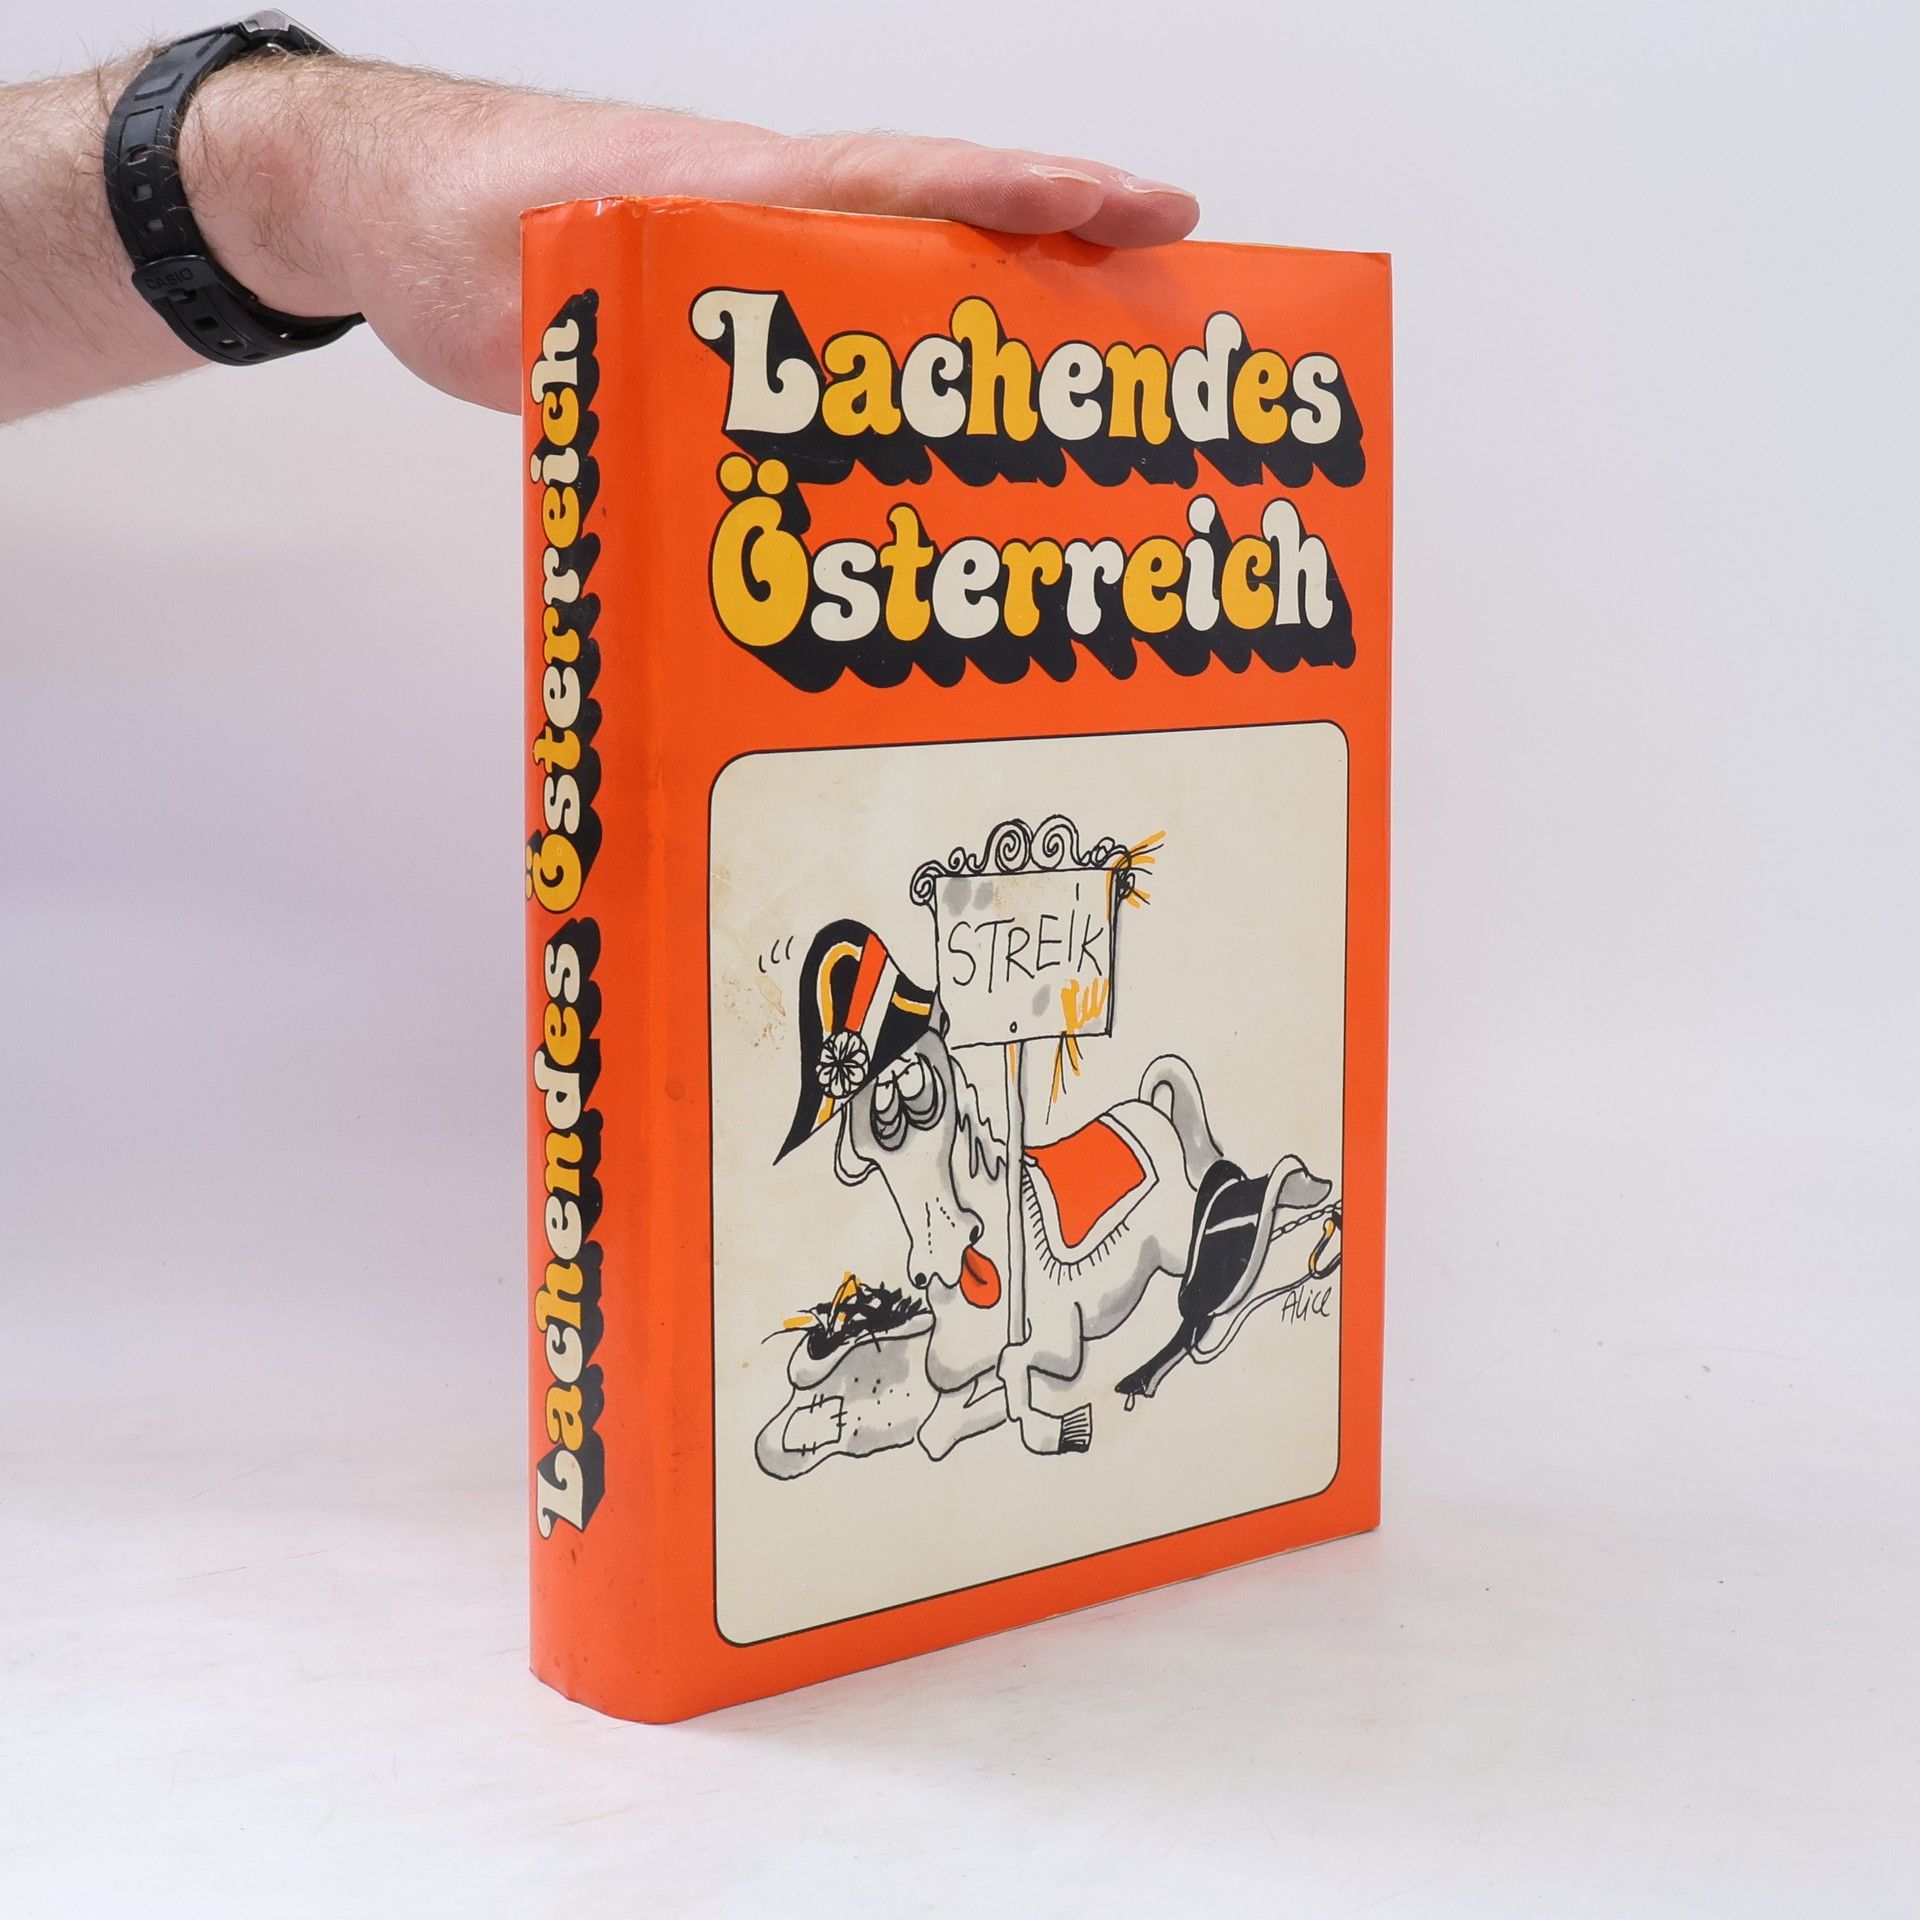 CASIO
Lachendes
Österreich
Lachendes Österreich
STREIK
Alice